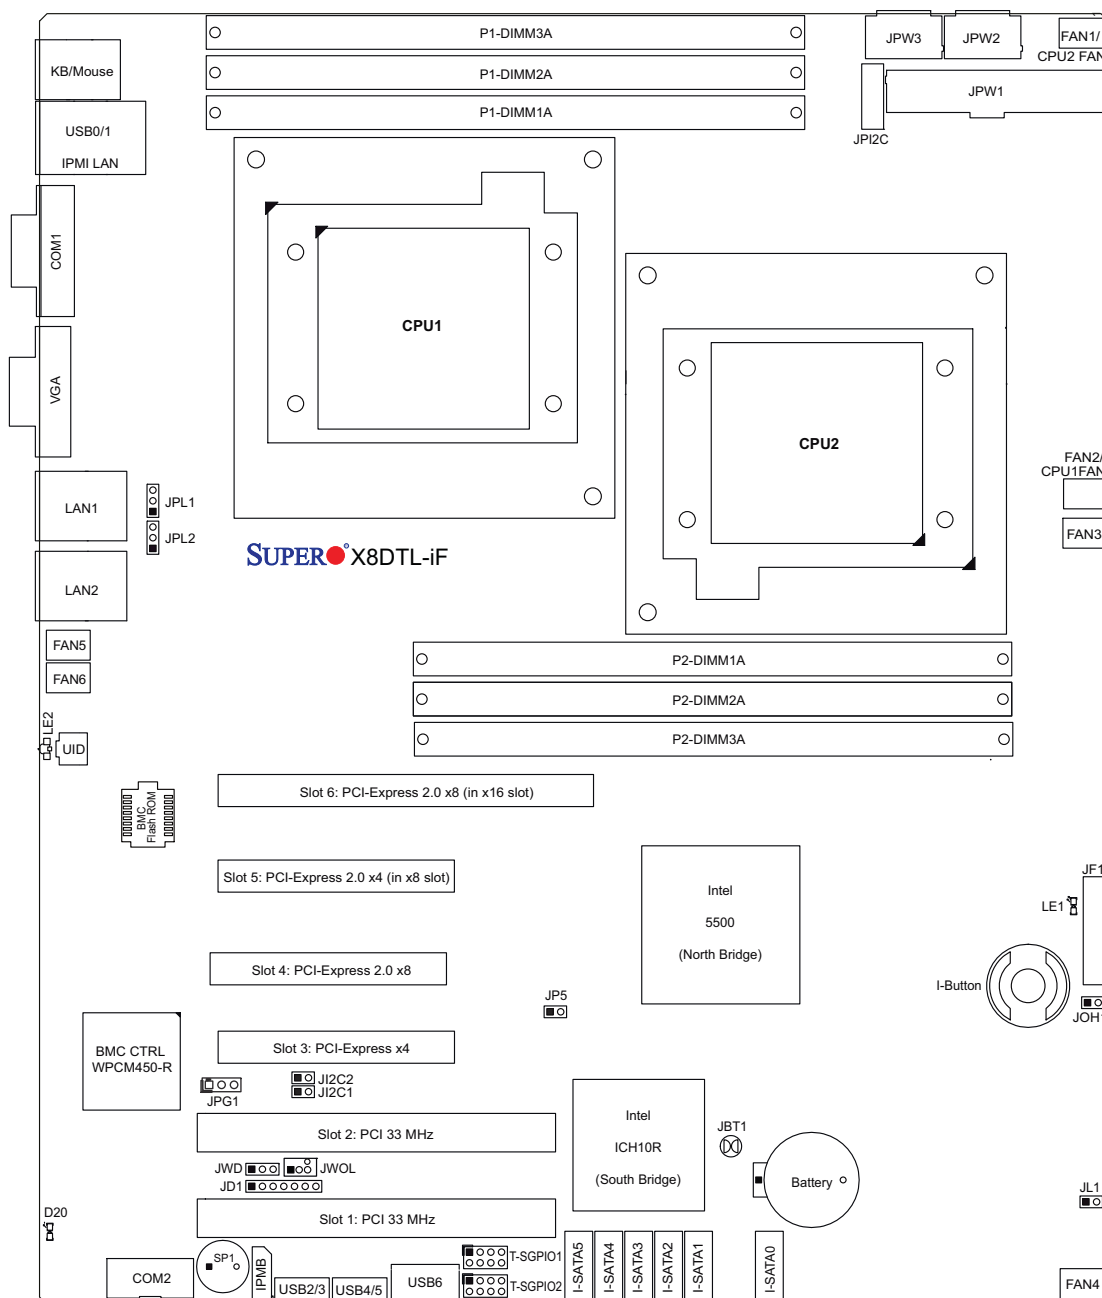 P1-DIMM3A
P1-DIMM2A
P1-DIMM1A
JPW3
JPW2
FAN1/
CPU2 FAN
JPW1
JPI2C
KB/Mouse
USB0/1
IPMI LAN
COM1
VGA
CPU1
CPU2
FAN2/
CPU1FAN
FAN3
LAN1
JPL1
JPL2
LAN2
SUPER X8DTL-iF
FAN5
FAN6
P2-DIMM1A
P2-DIMM2A
P2-DIMM3A
LE2
UID
BMC
Flash ROM
Slot 6: PCI-Express 2.0 x8 (in x16 slot)
Slot 5: PCI-Express 2.0 x4 (in x8 slot)
Intel
5500
(North Bridge)
JF1
LE1
Slot 4: PCI-Express 2.0 x8
I-Button
JP5
JOH1
BMC CTRL
WPCM450-R
Slot 3: PCI-Express x4
JI2C2
JI2C1
JPG1
Slot 2: PCI 33 MHz
Intel
ICH10R
(South Bridge)
JBT1
Battery
JWD
JWOL
JD1
JL1
D20
Slot 1: PCI 33 MHz
SP1
COM2
IPMB
USB2/3
USB4/5
USB6
T-SGPIO1
T-SGPIO2
I-SATA5
I-SATA4
I-SATA3
I-SATA2
I-SATA1
I-SATA0
FAN4